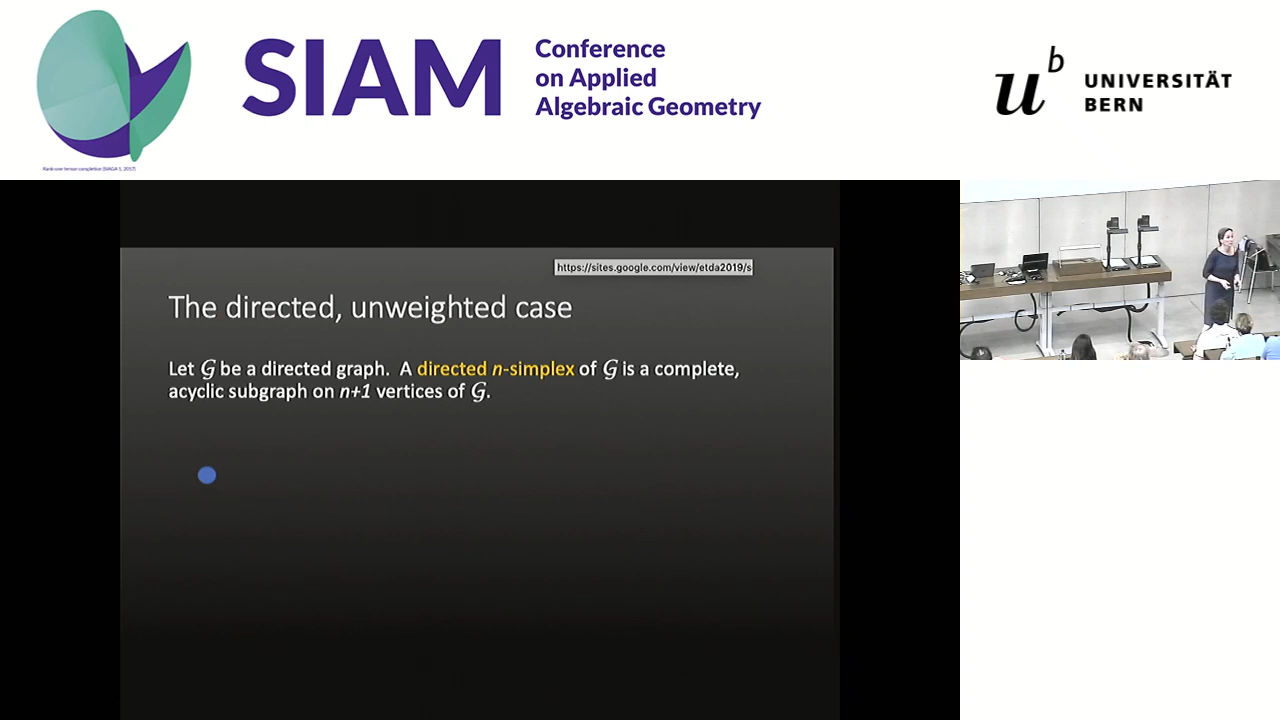 SIAM
Conference
on Applied
Algebraic Geometry
u^b
UNIVERSITÄT
BERN
https://sites.google.com/view/etda2019/s
The directed, unweighted case
Let 𝒢 be a directed graph. A directed n-simplex of 𝒢 is a complete,
acyclic subgraph on n+1 vertices of 𝒢.